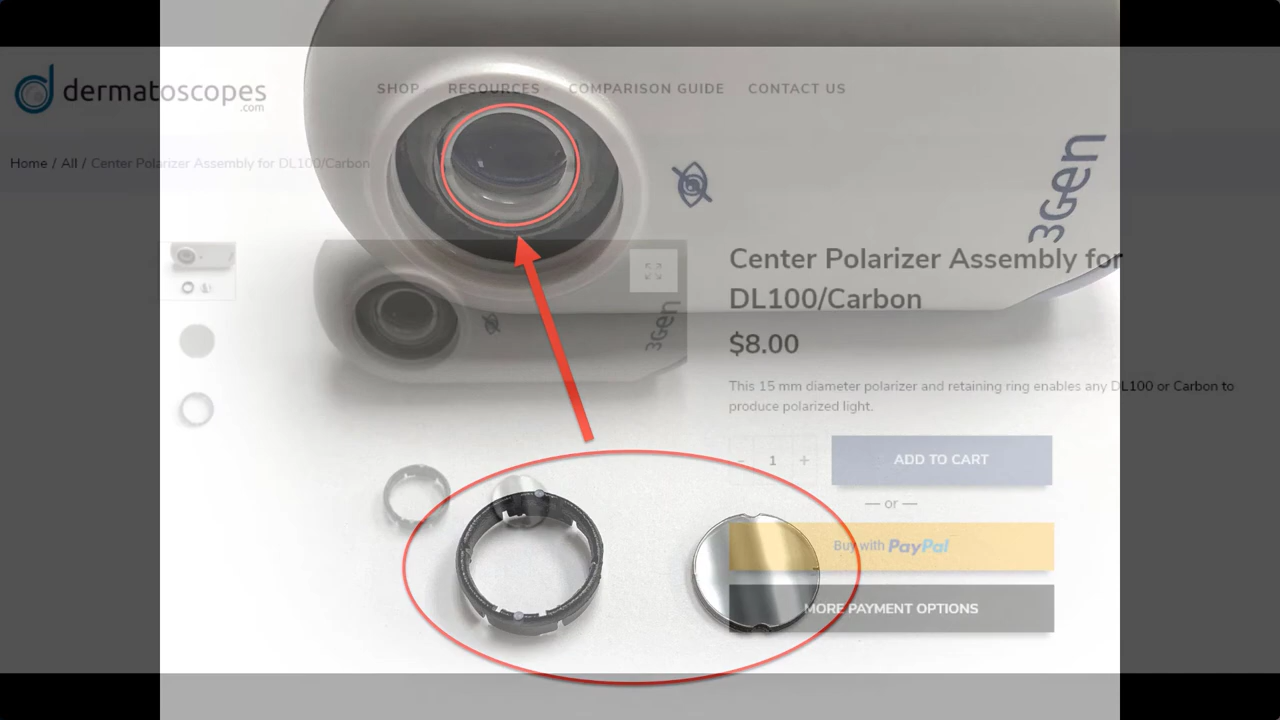 dermatoscopes
.com
SHOP RESOURCES COMPARISON GUIDE CONTACT US
Home / All / Center Polarizer Assembly for DL100/Carbon
3Gen
3Gen
Center Polarizer Assembly for
DL100/Carbon
$8.00
This 15 mm diameter polarizer and retaining ring enables any DL100 or Carbon to
produce polarized light.
- 1 +
ADD TO CART
— or —
Buy with PayPal
MORE PAYMENT OPTIONS